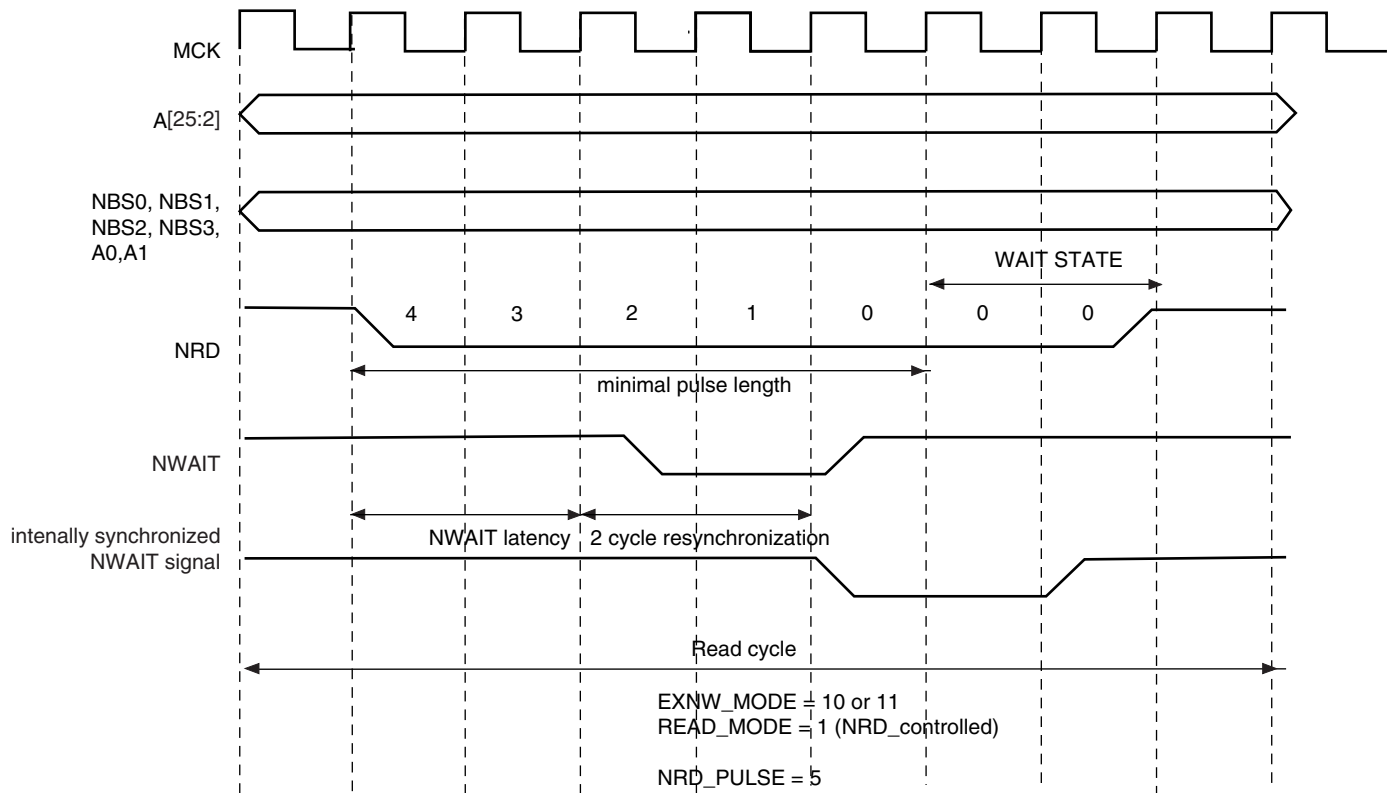 MCK
A[25:2]
NBS0, NBS1,
NBS2, NBS3,
A0,A1
WAIT STATE
4 3 2 1 0 0 0
NRD
minimal pulse length
NWAIT
intenally synchronized
NWAIT signal
NWAIT latency 2 cycle resynchronization
Read cycle
EXNW_MODE = 10 or 11
READ_MODE = 1 (NRD_controlled)
NRD_PULSE = 5